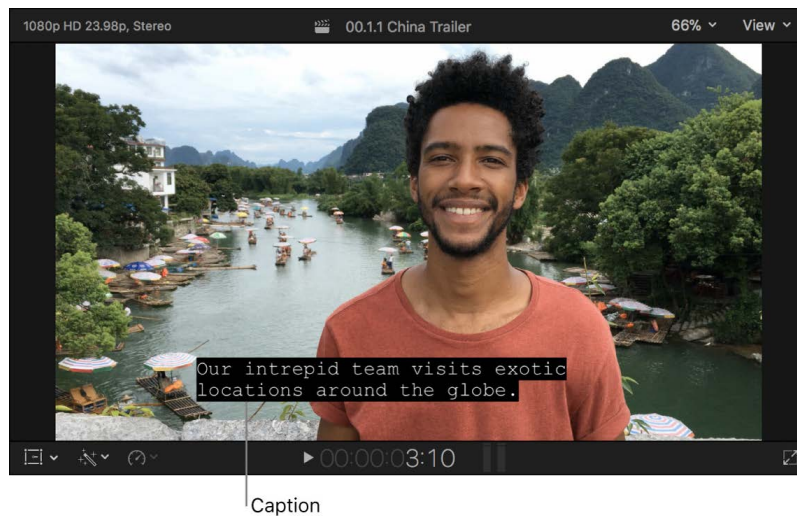 1080p HD 23.98p, Stereo
00.1.1 China Trailer
66%
View
Our intrepid team visits exotic
locations around the globe.
00:00:03:10
Caption